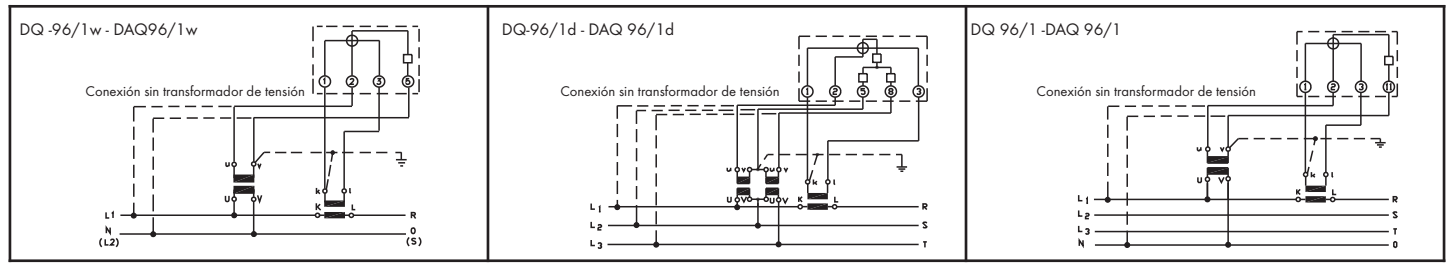 DQ -96/1w - DAQ96/1w
1 2 3 5
Conexión sin transformador de tensión
u v
k l
U V
K L
L1 R
N O
(L2) (S)
DQ-96/1d - DAQ 96/1d
1 2 5 8 3
Conexión sin transformador de tensión
u v u v
k l
U V U V
K L
L1 R
L2 S
L3 T
DQ 96/1 -DAQ 96/1
1 2 3 11
Conexión sin transformador de tensión
u v
k l
U V
K L
L1 R
L2 S
L3 T
N O